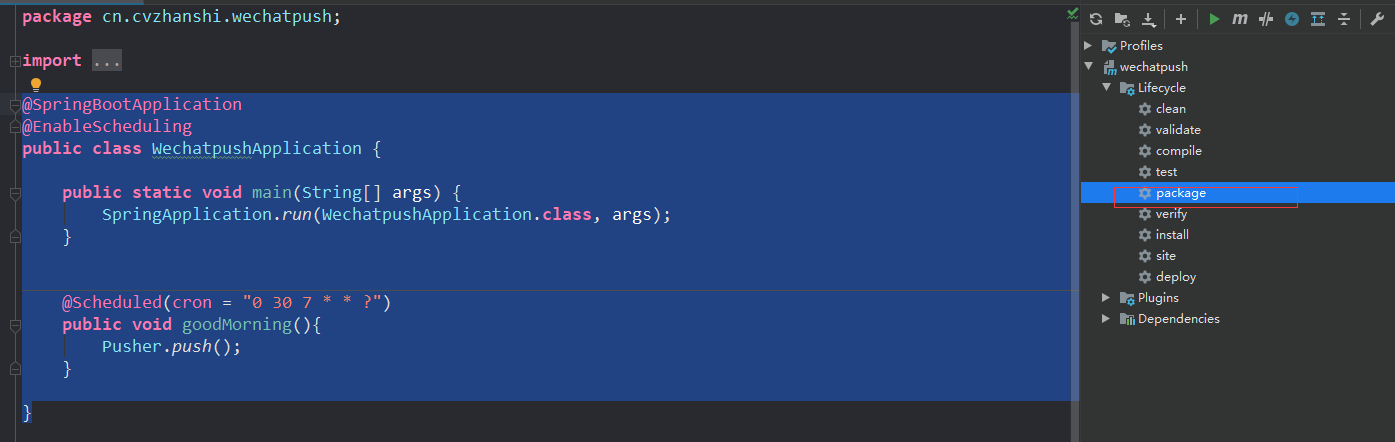 package cn.cvzhanshi.wechatpush;
import ...
@SpringBootApplication
@EnableScheduling
public class WechatpushApplication {
public static void main(String[] args) {
SpringApplication.run(WechatpushApplication.class, args);
}
@Scheduled(cron = "0 30 7 * * ?")
public void goodMorning(){
Pusher.push();
}
}
m
Profiles
wechatpush
Lifecycle
clean
validate
compile
test
package
verify
install
site
deploy
Plugins
Dependencies